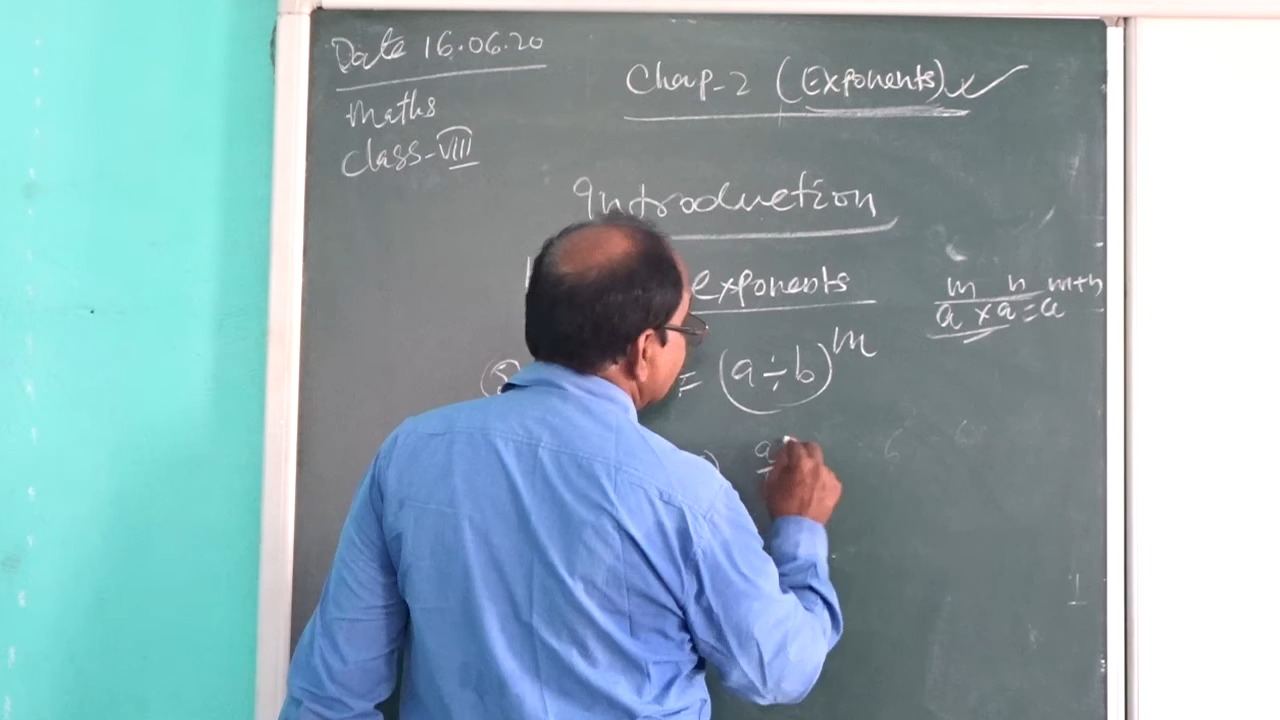 Date 16.06.20
Maths
Class-VIII
Chap-2 (Exponents)
Introduction
exponents
m n m+n
a × a = a
= (a ÷ b)^m
a